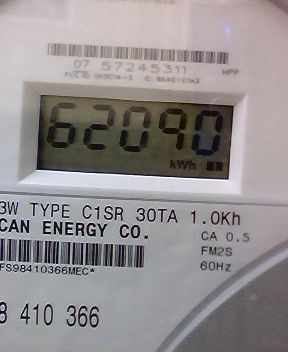 07 57245311 HPP
62090
kWh
3W TYPE C1SR 30TA 1.0Kh
CAN ENERGY CO.
CA 0.5
FM2S
FS98410366MEC*
60Hz
8 410 366